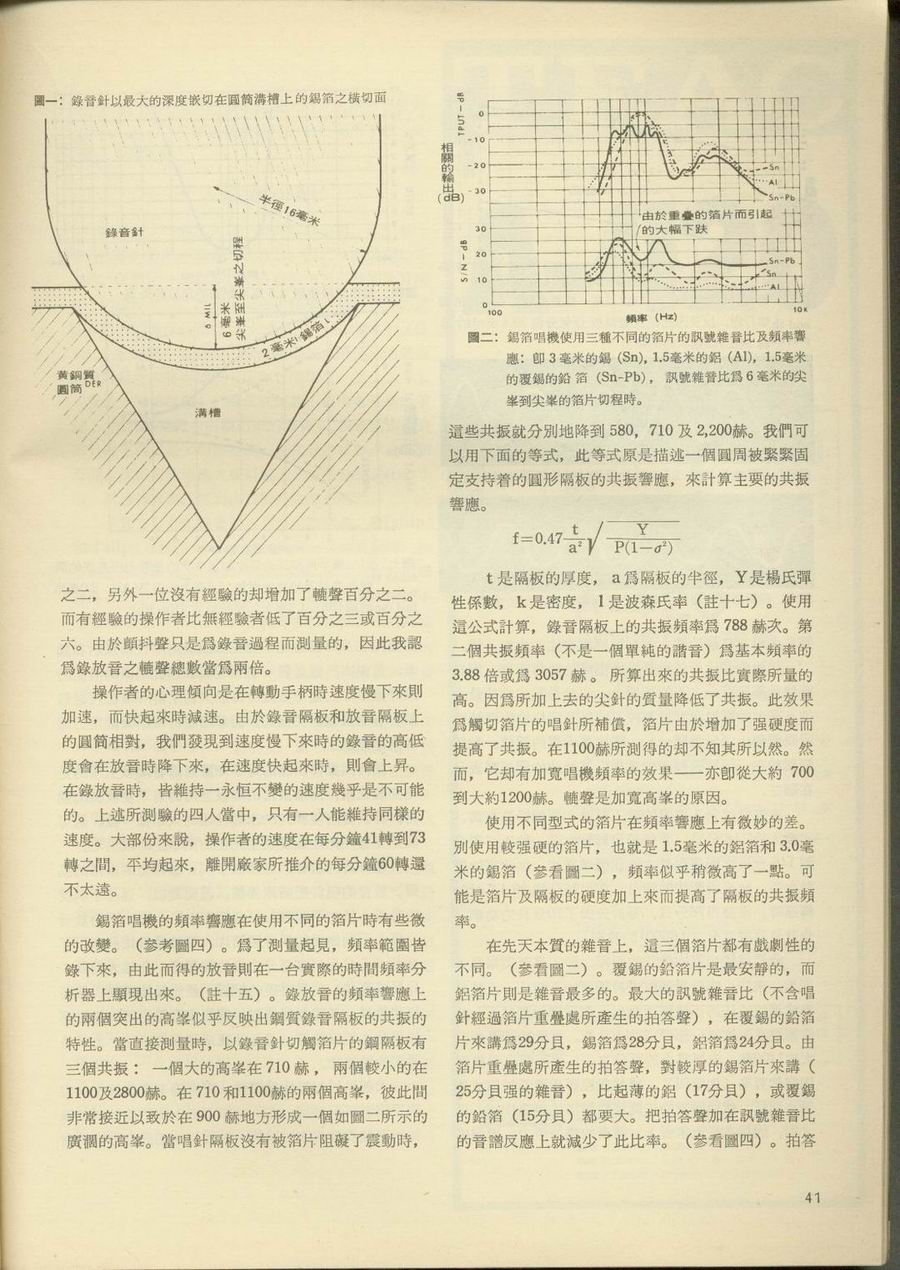 圖一：錄音針以最大的深度嵌切在圓筒溝槽上的錫箔之橫切面
半徑16毫米
錄音針
6 MIL
6毫米
尖峯至尖峯之切程
2毫米錫箔
黃銅質
圓筒 DER
溝槽
之二，另外一位沒有經驗的却增加了轆聲百分之二。
而有經驗的操作者比無經驗者低了百分之三或百分之
六。由於顫抖聲只是爲錄音過程而測量的，因此我認
爲錄放音之轆聲總數當爲兩倍。
操作者的心理傾向是在轉動手柄時速度慢下來則
加速，而快起來時減速。由於錄音隔板和放音隔板上
的圓筒相對，我們發現到速度慢下來時的錄音的高低
度會在放音時降下來，在速度快起來時，則會上昇。
在錄放音時，皆維持一永恒不變的速度幾乎是不可能
的。上述所測驗的四人當中，只有一人能維持同樣的
速度。大部份來說，操作者的速度在每分鐘41轉到73
轉之間，平均起來，離開廠家所推介的每分鐘60轉還
不太遠。
錫箔唱機的頻率響應在使用不同的箔片時有些微
的改變。（參考圖四）。爲了測量起見，頻率範圍皆
錄下來，由此而得的放音則在一台實際的時間頻率分
析器上顯現出來。（註十五）。錄放音的頻率響應上
的兩個突出的高峯似乎反映出鋼質錄音隔板的共振的
特性。當直接測量時，以錄音針切觸箔片的鋼隔板有
三個共振：一個大的高峯在710赫，兩個較小的在
1100及2800赫。在710和1100赫的兩個高峯，彼此間
非常接近以致於在900赫地方形成一個如圖二所示的
廣濶的高峯。當唱針隔板沒有被箔片阻礙了震動時，
相關的輸出
(dB)
TPUT—dB
0
-10
-20
-30
Sn
Al
Sn-Pb
由於重疊的箔片而引起
的大幅下跌
S/N—dB
30
20
10
0
Sn-Pb
Sn
Al
100
頻率 (Hz)
10K
圖二：錫箔唱機使用三種不同的箔片的訊號雜音比及頻率響
應：卽3毫米的錫 (Sn), 1.5毫米的鋁 (Al), 1.5毫米
的覆錫的鉛箔 (Sn-Pb)，訊號雜音比爲6毫米的尖
峯到尖峯的箔片切程時。
這些共振就分別地降到580，710及2,200赫。我們可
以用下面的等式，此等式原是描述一個圓周被緊緊固
定支持着的圓形隔板的共振響應，來計算主要的共振
響應。
f=0.47 t/a² √ Y/P(1—σ²)
t是隔板的厚度，a爲隔板的半徑，Y是楊氏彈
性係數，k是密度，l是波森氏率（註十七）。使用
這公式計算，錄音隔板上的共振頻率爲788赫次。第
二個共振頻率（不是一個單純的諧音）爲基本頻率的
3.88倍或爲3057赫。所算出來的共振比實際所量的
高。因爲所加上去的尖針的質量降低了共振。此效果
爲觸切箔片的唱針所補償，箔片由於增加了强硬度而
提高了共振。在1100赫所測得的却不知其所以然。然
而，它却有加寬唱機頻率的效果——亦卽從大約700
到大約1200赫。轆聲是加寬高峯的原因。
使用不同型式的箔片在頻率響應上有微妙的差。
別使用較强硬的箔片，也就是1.5毫米的鋁箔和3.0毫
米的錫箔（參看圖二），頻率似乎稍微高了一點。可
能是箔片及隔板的硬度加上來而提高了隔板的共振頻
率。
在先天本質的雜音上，這三個箔片都有戲劇性的
不同。（參看圖二）。覆錫的鉛箔片是最安靜的，而
鋁箔片則是雜音最多的。最大的訊號雜音比（不含唱
針經過箔片重疊處所產生的拍答聲），在覆錫的鉛箔
片來講爲29分貝，錫箔爲28分貝，鋁箔爲24分貝。由
箔片重疊處所產生的拍答聲，對較厚的錫箔片來講（
25分貝强的雜音），比起薄的鋁（17分貝），或覆錫
的鉛箔（15分貝）都要大。把拍答聲加在訊號雜音比
的音譜反應上就減少了此比率。（參看圖四）。拍答
41